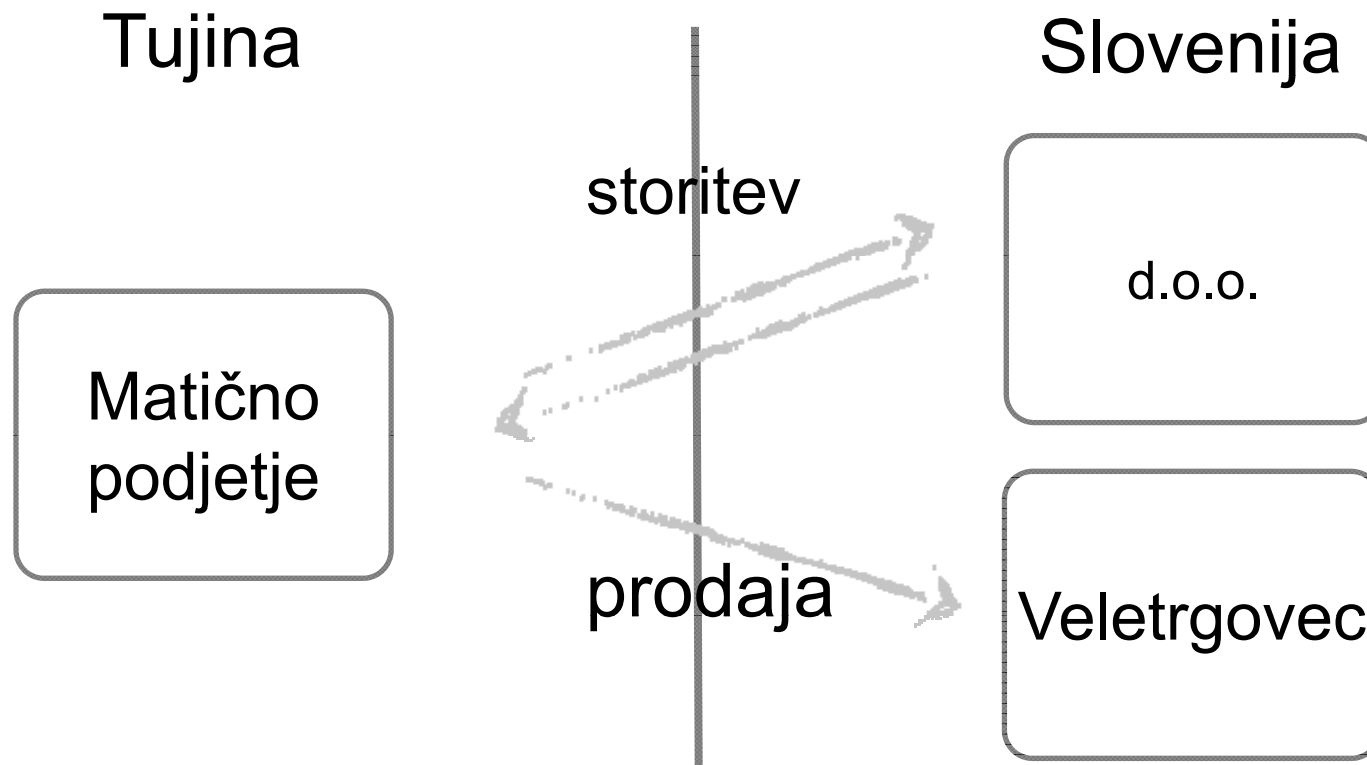 Tujina
Slovenija
storitev
d.o.o.
Matično
podjetje
prodaja
Veletrgovec